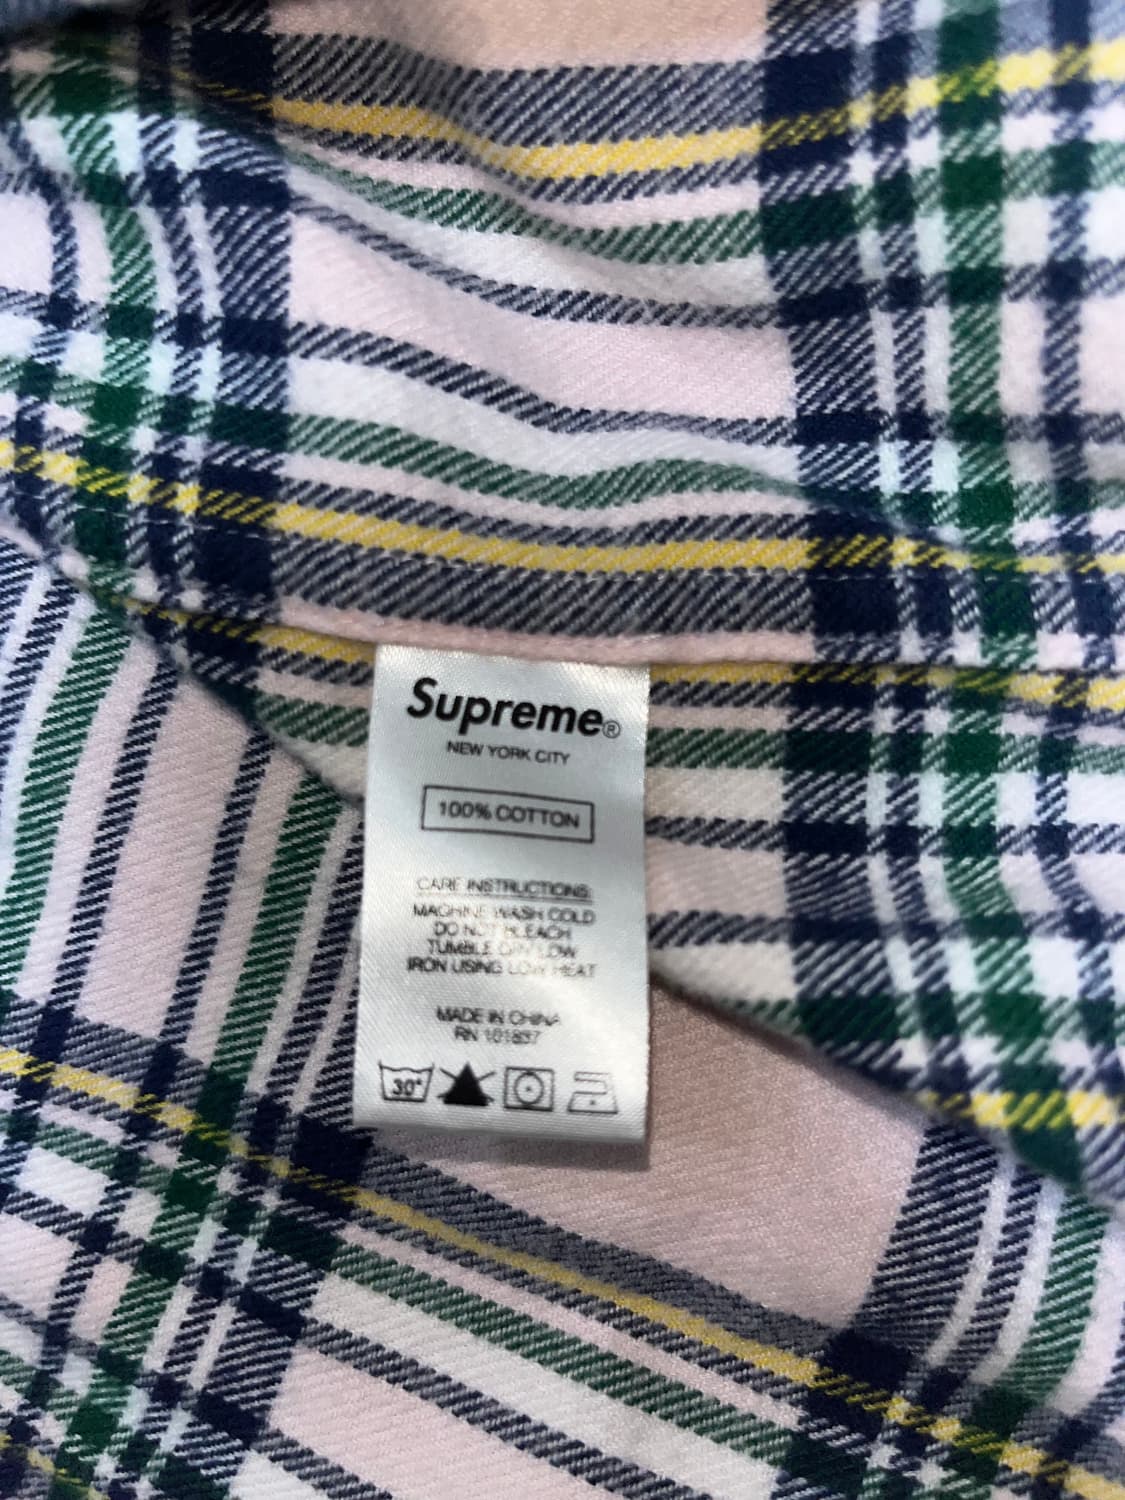 Supreme®
NEW YORK CITY
100% COTTON
CARE INSTRUCTIONS:
MACHINE WASH COLD
DO NOT BLEACH
TUMBLE DRY LOW
IRON USING LOW HEAT
MADE IN CHINA
RN 101837
30°